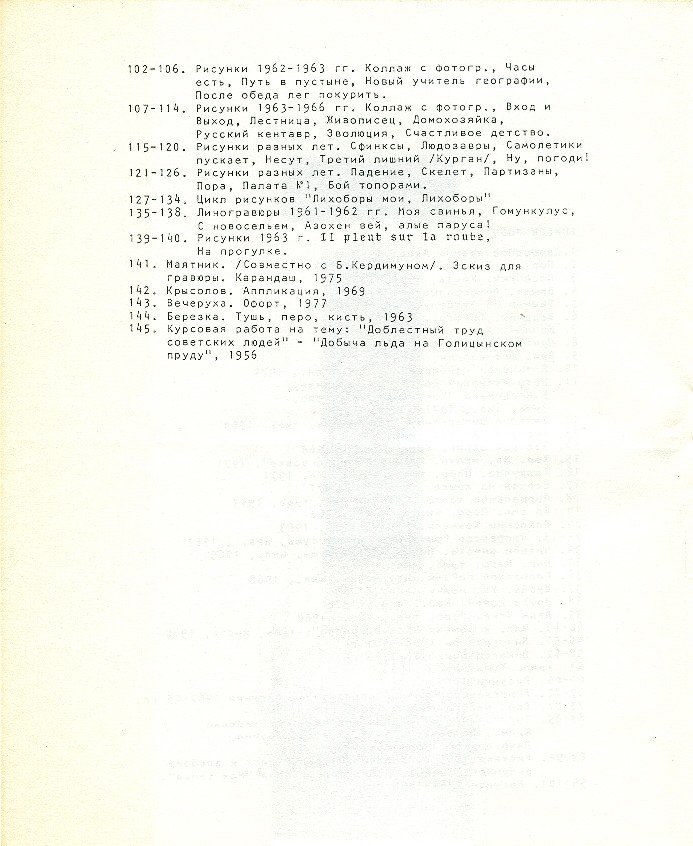 102-106. Рисунки 1962-1963 гг. Коллаж с фотогр., Часы
есть, Путь в пустыне, Новый учитель географии,
После обеда лег покурить.
107-114. Рисунки 1963-1966 гг. Коллаж с фотогр., Вход и
Выход, Лестница, Живописец, Домохозяйка,
Русский кентавр, Эволюция, Счастливое детство.
115-120. Рисунки разных лет. Сфинксы, Людозавры, Самолетики
пускает, Несут, Третий лишний /Курган/, Ну, погоди!
121-126. Рисунки разных лет. Падение, Скелет, Партизаны,
Пора, Палата №1, Бой топорами.
127-134. Цикл рисунков "Лихоборы мои, Лихоборы"
135-138. Линогравюры 1961-1962 гг. Моя свинья, Гомункулус,
С новосельем, Азохен вей, алые паруса!
139-140. Рисунки 1963 г. Il pleut sur la route,
На прогулке.
141. Маятник. /Совместно с Б.Кердимуном/. Эскиз для
гравюры. Карандаш, 1975
142. Крысолов. Аппликация, 1969
143. Вечеруха. Офорт, 1977
144. Березка. Тушь, перо, кисть, 1963
145. Курсовая работа на тему: "Доблестный труд
советских людей" - "Добыча льда на Голицынском
пруду", 1956